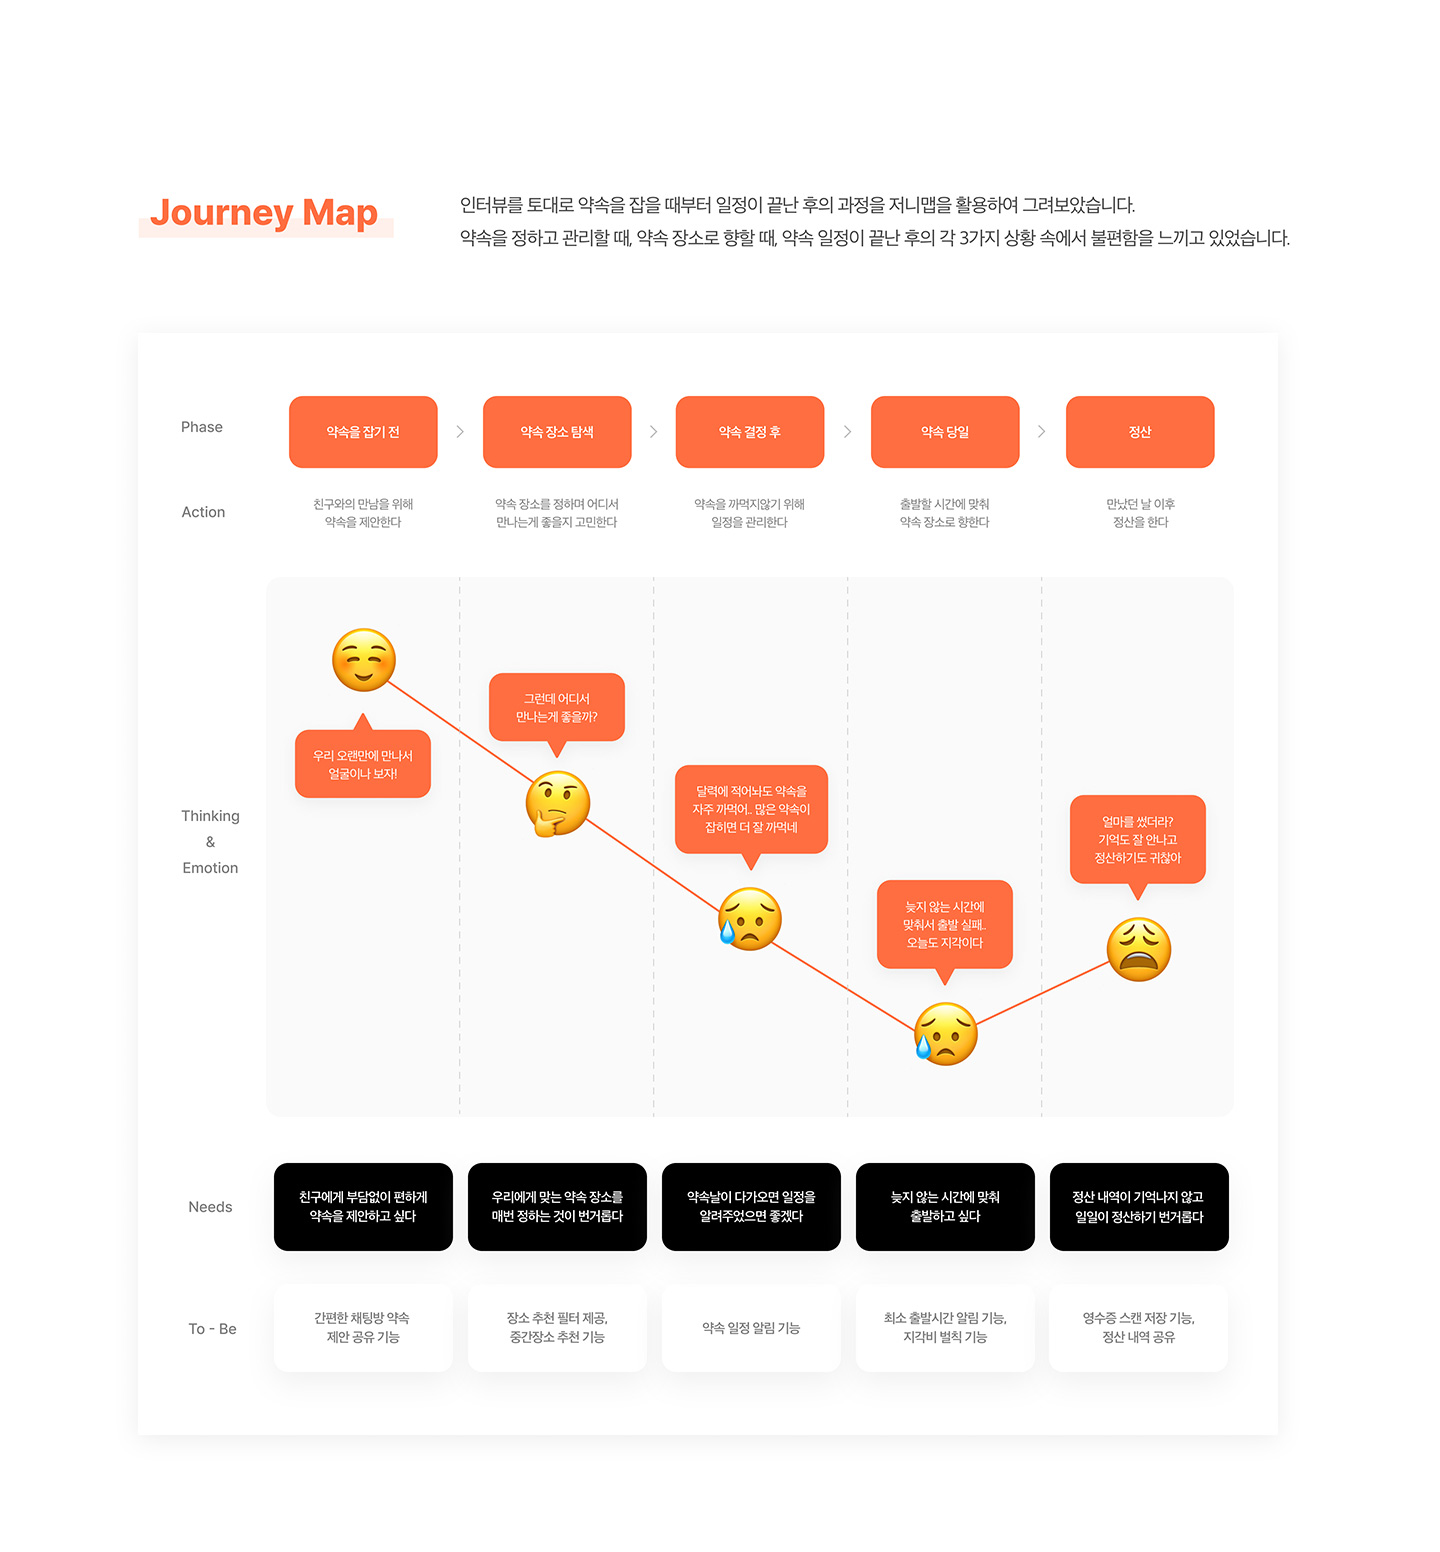 Journey Map
인터뷰를 토대로 약속을 잡을 때부터 일정이 끝난 후의 과정을 저니맵을 활용하여 그려보았습니다.
약속을 정하고 관리할 때, 약속 장소로 향할 때, 약속 일정이 끝난 후의 각 3가지 상황 속에서 불편함을 느끼고 있었습니다.
Phase
약속을 잡기 전
약속 장소 탐색
약속 결정 후
약속 당일
정산
Action
친구와의 만남을 위해
약속을 제안한다
약속 장소를 정하며 어디서
만나는게 좋을지 고민한다
약속을 까먹지않기 위해
일정을 관리한다
출발할 시간에 맞춰
약속 장소로 향한다
만났던 날 이후
정산을 한다
Thinking
&
Emotion
우리 오랜만에 만나서
얼굴이나 보자!
그런데 어디서
만나는게 좋을까?
달력에 적어놔도 약속을
자주 까먹어.. 많은 약속이
잡히면 더 잘 까먹네
늦지 않는 시간에
맞춰서 출발 실패..
오늘도 지각이다
얼마를 썼더라?
기억도 잘 안나고
정산하기도 귀찮아
Needs
친구에게 부담없이 편하게
약속을 제안하고 싶다
우리에게 맞는 약속 장소를
매번 정하는 것이 번거롭다
약속날이 다가오면 일정을
알려주었으면 좋겠다
늦지 않는 시간에 맞춰
출발하고 싶다
정산 내역이 기억나지 않고
일일이 정산하기 번거롭다
To - Be
간편한 채팅방 약속
제안 공유 기능
장소 추천 필터 제공,
중간장소 추천 기능
약속 일정 알림 기능
최소 출발시간 알림 기능,
지각비 벌칙 기능
영수증 스캔 저장 기능,
정산 내역 공유